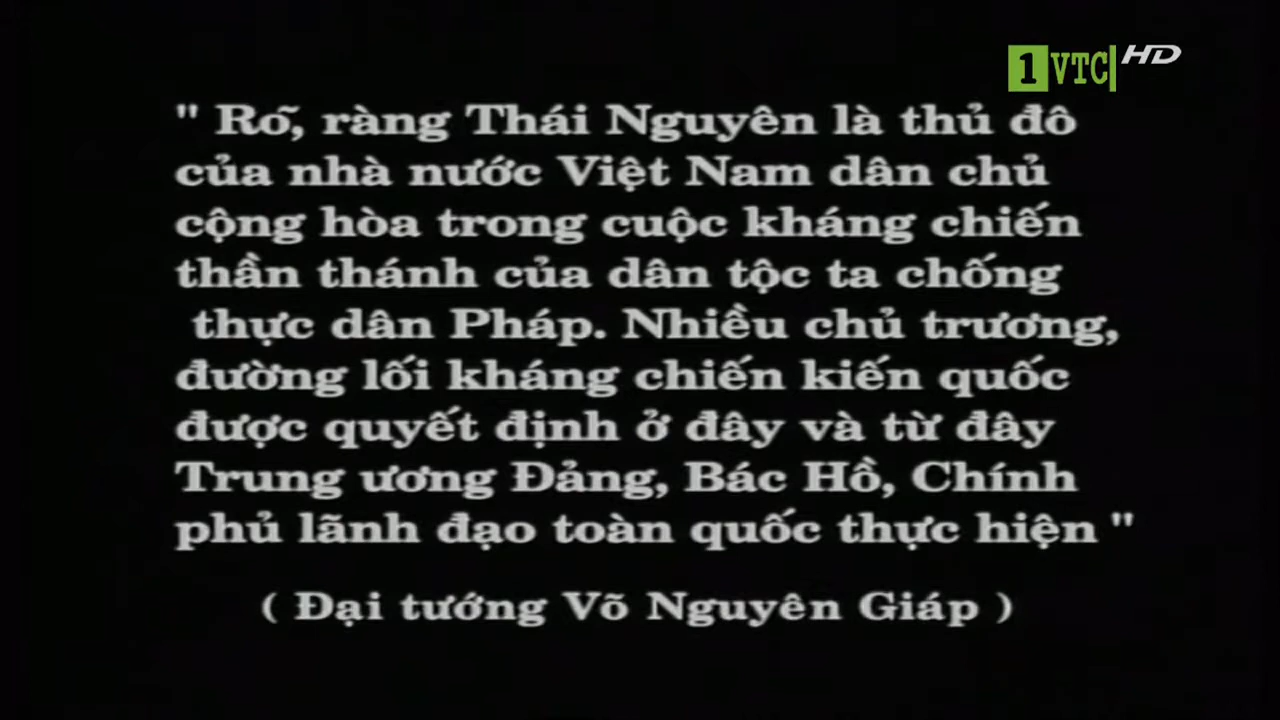 1VTC HD
" Rõ, ràng Thái Nguyên là thủ đô
của nhà nước Việt Nam dân chủ
cộng hòa trong cuộc kháng chiến
thần thánh của dân tộc ta chống
thực dân Pháp. Nhiều chủ trương,
đường lối kháng chiến kiến quốc
được quyết định ở đây và từ đây
Trung ương Đảng, Bác Hồ, Chính
phủ lãnh đạo toàn quốc thực hiện "
( Đại tướng Võ Nguyên Giáp )